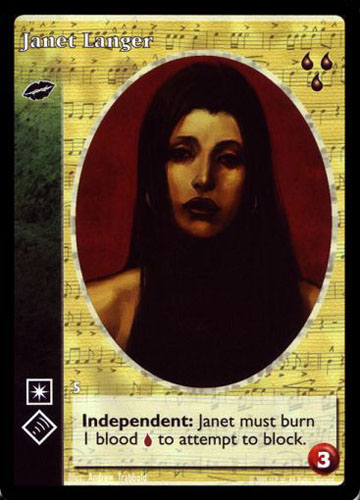 Janet Langer
5
Independent: Janet must burn
1 blood to attempt to block.
3